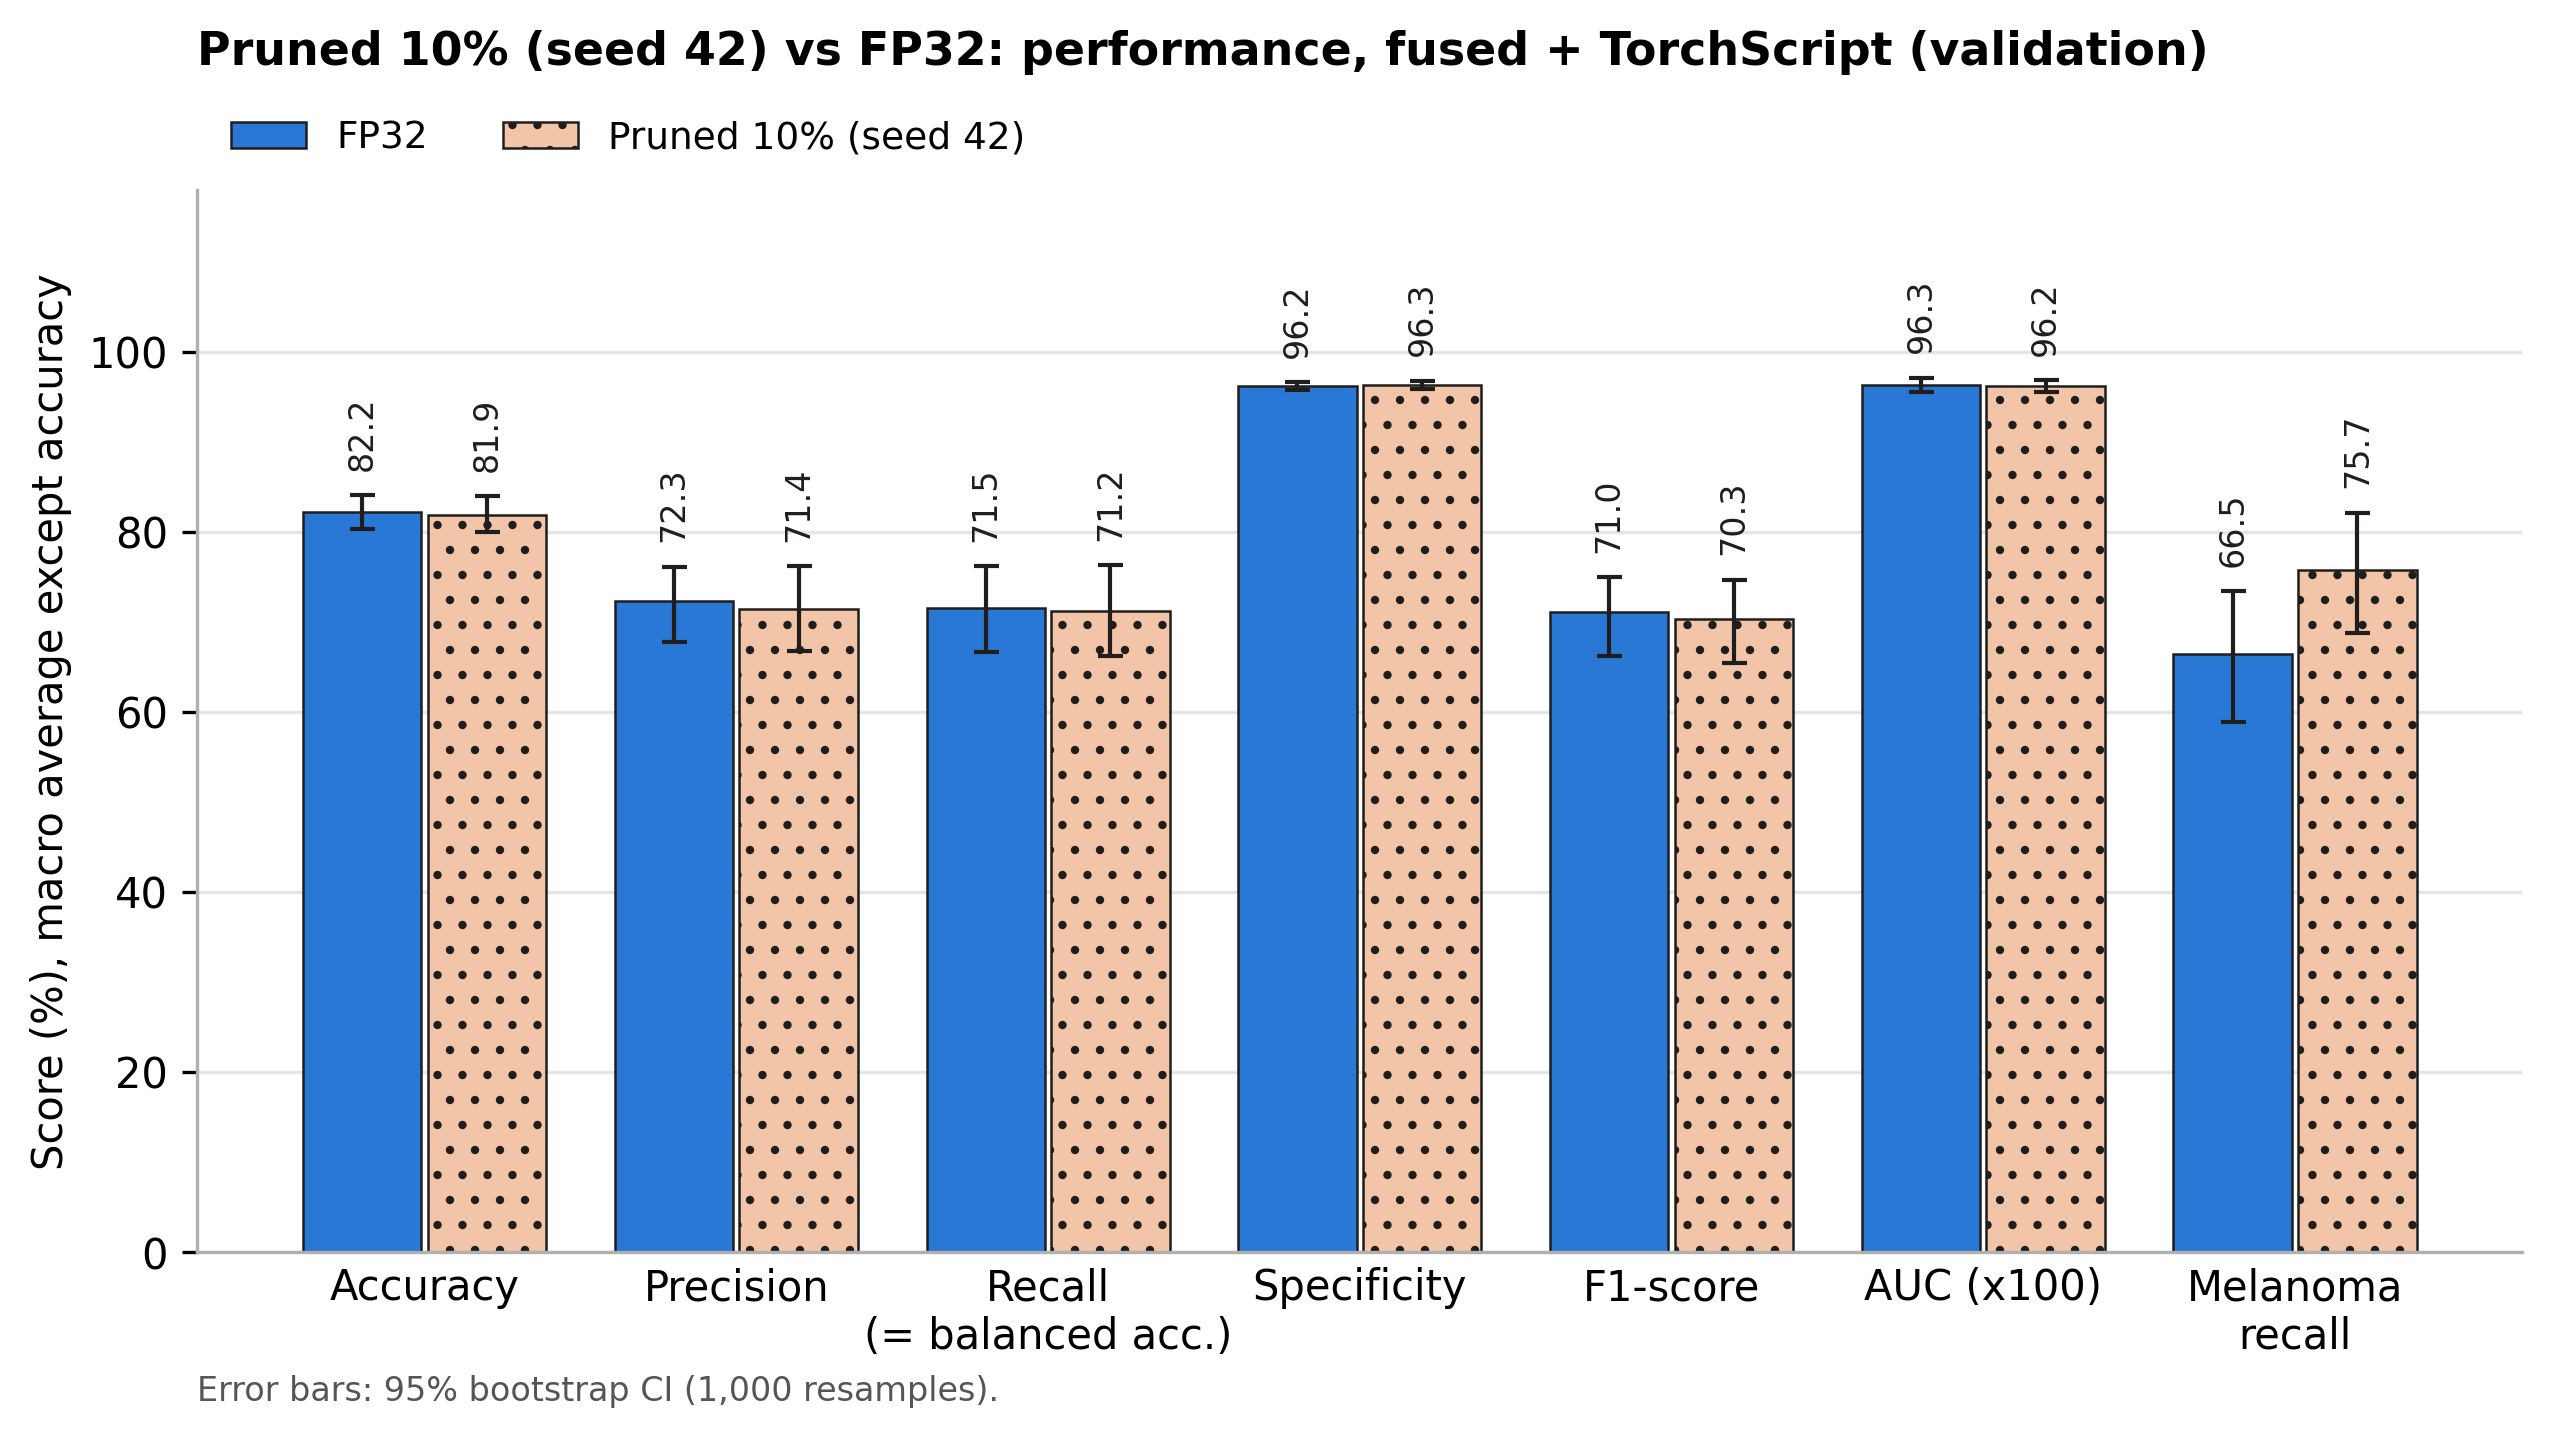 Pruned 10% (seed 42) vs FP32: performance, fused + TorchScript (validation)
FP32
Pruned 10% (seed 42)
Score (%), macro average except accuracy
100
80
60
40
20
0
82.2
81.9
72.3
71.4
71.5
71.2
96.2
96.3
71.0
70.3
96.3
96.2
66.5
75.7
Accuracy
Precision
Recall
(= balanced acc.)
Specificity
F1-score
AUC (x100)
Melanoma
recall
Error bars: 95% bootstrap CI (1,000 resamples).